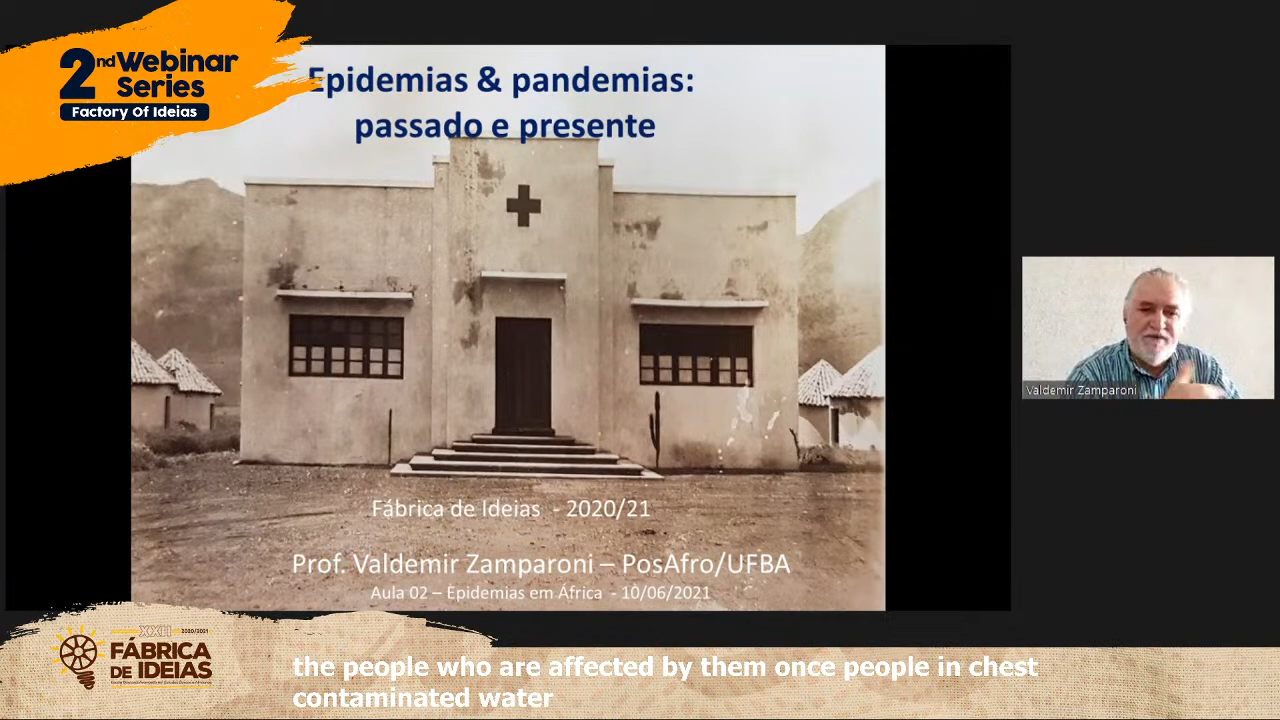 2nd Webinar
Series
Factory Of Ideias
Epidemias & pandemias:
passado e presente
Fábrica de Ideias - 2020/21
Prof. Valdemir Zamparoni – PosAfro/UFBA
Aula 02 – Epidemias em África - 10/06/2021
Valdemir Zamparoni
XXII 2020/2021
FÁBRICA
DE IDEIAS
the people who are affected by them once people in chest
contaminated water